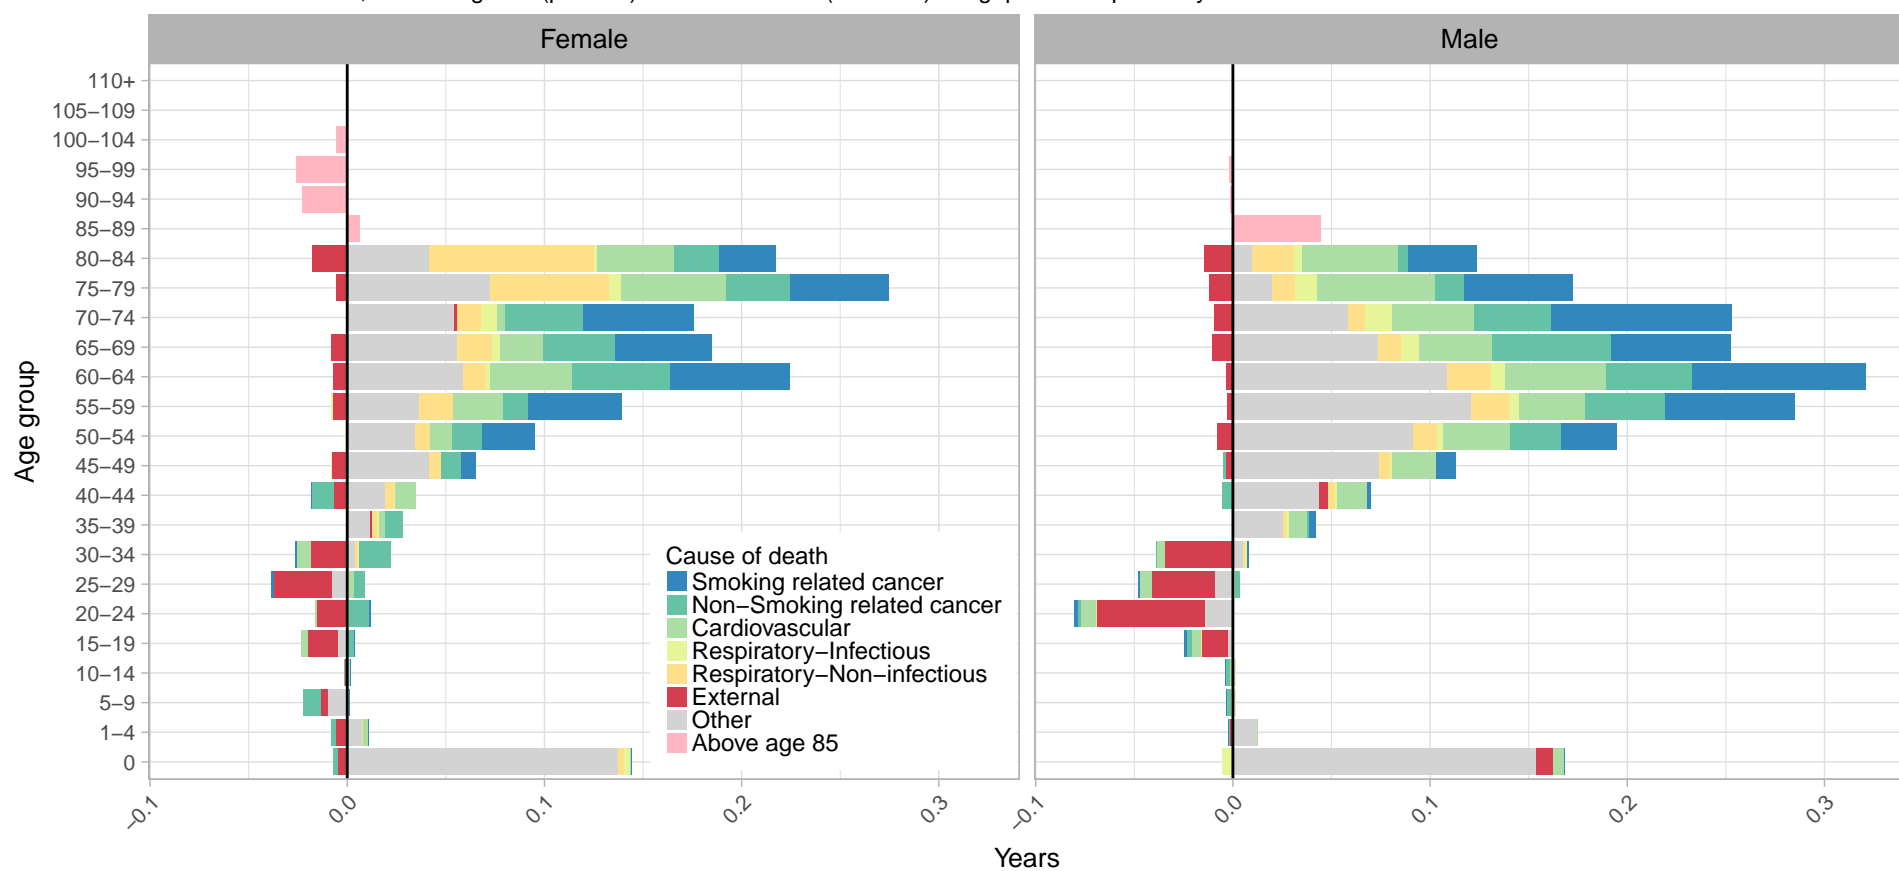 Female
Male
Age group
110+
105–109
100–104
95–99
90–94
85–89
80–84
75–79
70–74
65–69
60–64
55–59
50–54
45–49
40–44
35–39
30–34
25–29
20–24
15–19
10–14
5–9
1–4
0
Cause of death
Smoking related cancer
Non–Smoking related cancer
Cardiovascular
Respiratory–Infectious
Respiratory–Non–infectious
External
Other
Above age 85
–0.1 0.0 0.1 0.2 0.3
–0.1 0.0 0.1 0.2 0.3
Years